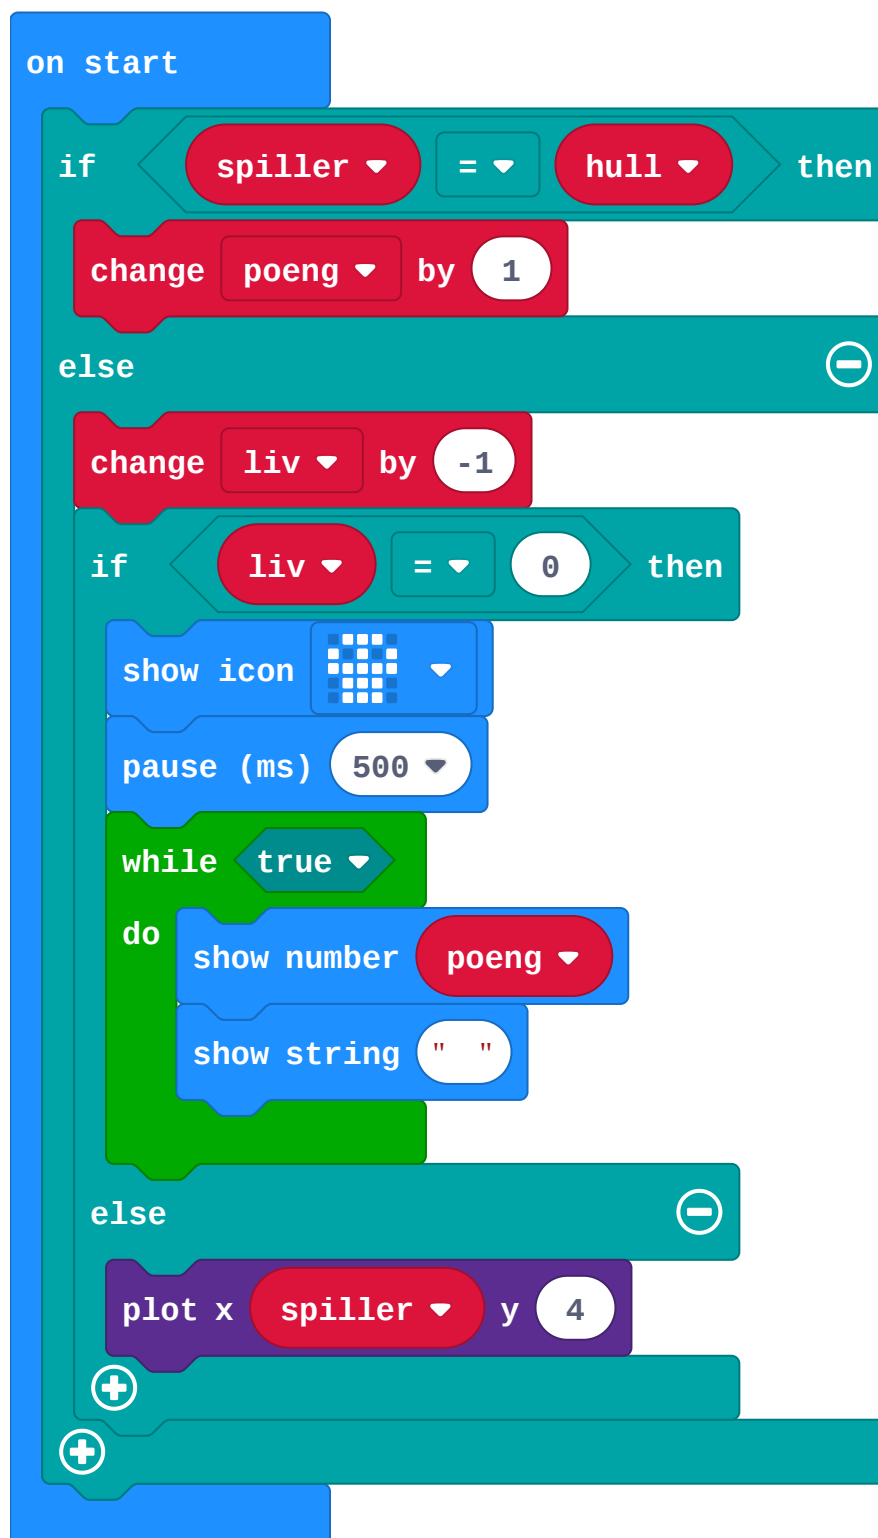 on start
if spiller = hull then
change poeng by 1
else
change liv by -1
if liv = 0 then
show icon
pause (ms) 500
while true
do
show number poeng
show string " "
else
plot x spiller y 4